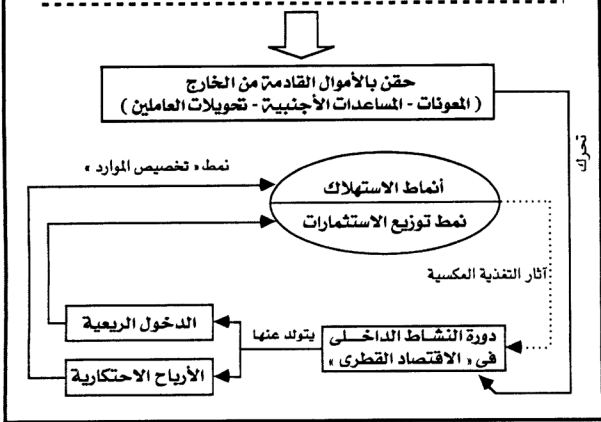 حقن بالأموال القادمة من الخارج
( المعونات - المساعدات الأجنبية - تحويلات العاملين )
تحرك
نمط « تخصيص الموارد »
أنماط الاستهلاك
نمط توزيع الاستثمارات
آثار التغذية العكسية
الدخول الريعية
يتولد عنها
دورة النشاط الداخلى
فى « الاقتصاد القطرى »
الأرباح الاحتكارية